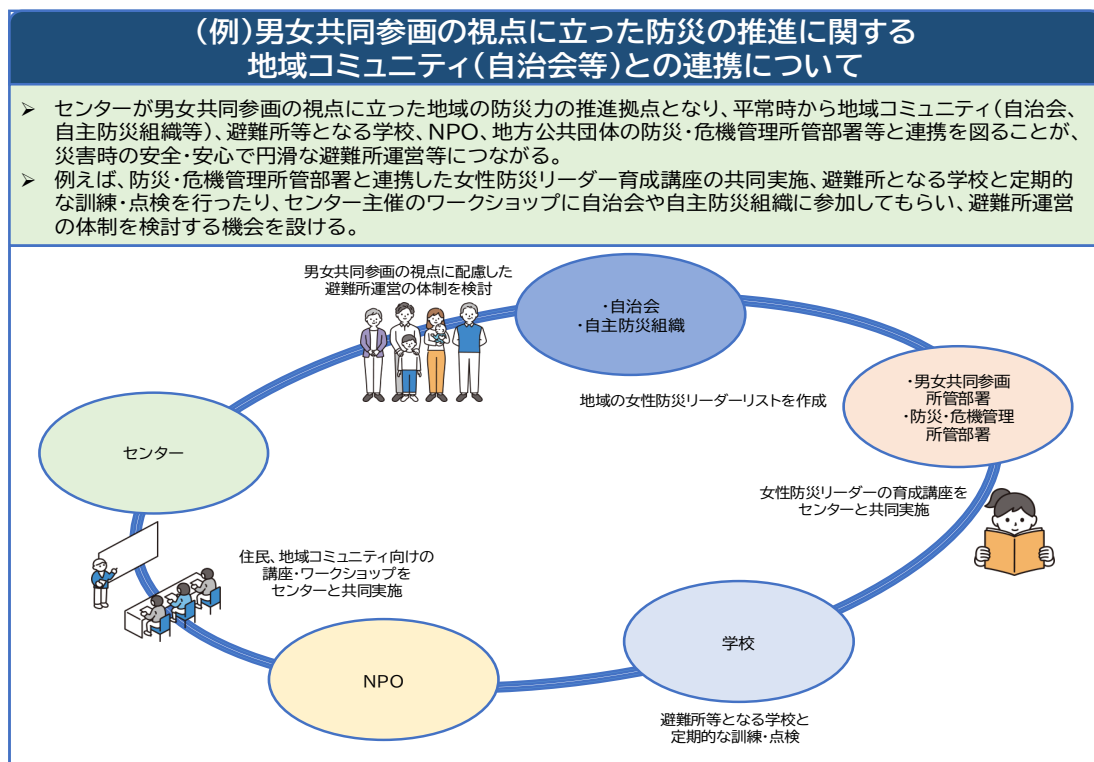 (例)男女共同参画の視点に立った防災の推進に関する
地域コミュニティ(自治会等)との連携について
➢ センターが男女共同参画の視点に立った地域の防災力の推進拠点となり、平常時から地域コミュニティ(自治会、
自主防災組織等)、避難所等となる学校、NPO、地方公共団体の防災・危機管理所管部署等と連携を図ることが、
災害時の安全・安心で円滑な避難所運営等につながる。
➢ 例えば、防災・危機管理所管部署と連携した女性防災リーダー育成講座の共同実施、避難所となる学校と定期的
な訓練・点検を行ったり、センター主催のワークショップに自治会や自主防災組織に参加してもらい、避難所運営
の体制を検討する機会を設ける。
男女共同参画の視点に配慮した
避難所運営の体制を検討
・自治会
・自主防災組織
地域の女性防災リーダーリストを作成
・男女共同参画
所管部署
・防災・危機管理
所管部署
センター
女性防災リーダーの育成講座を
センターと共同実施
住民、地域コミュニティ向けの
講座・ワークショップを
センターと共同実施
学校
NPO
避難所等となる学校と
定期的な訓練・点検